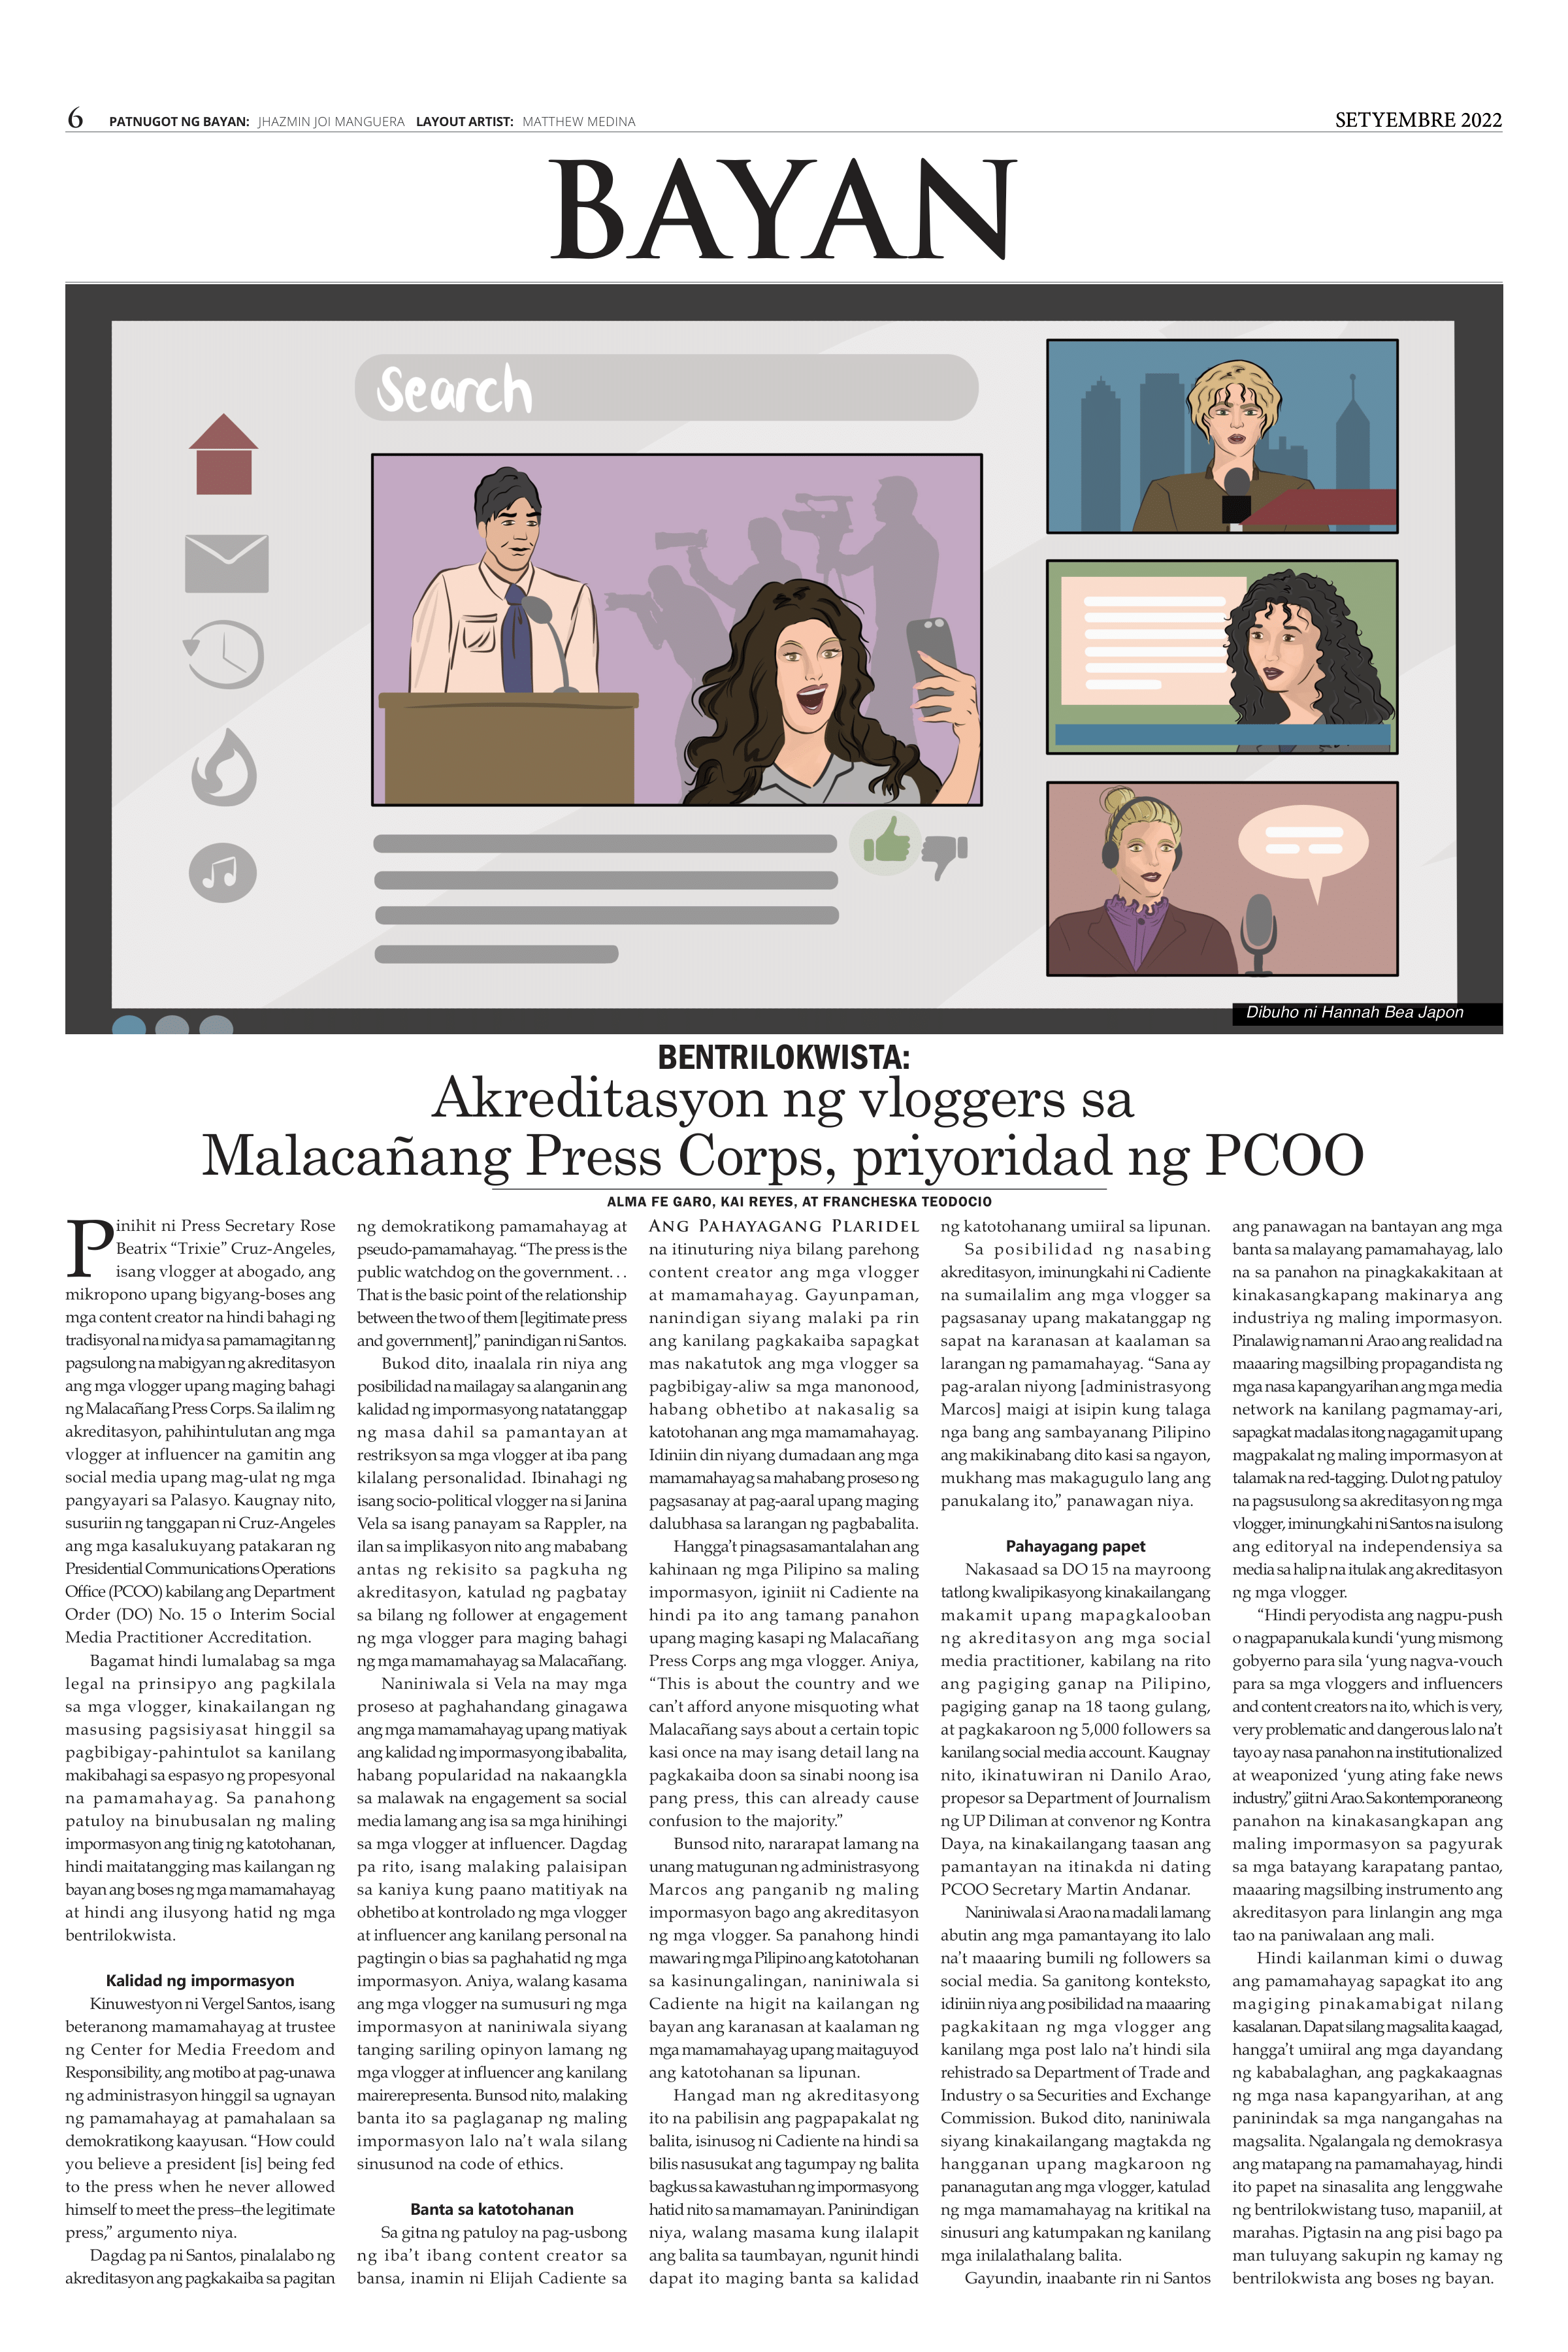 6 PATNUGOT NG BAYAN: JHAZMIN JOI MANGUERA LAYOUT ARTIST: MATTHEW MEDINA SETYEMBRE 2022
BAYAN
Search
Dibuho ni Hannah Bea Japon
BENTRILOKWISTA:
Akreditasyon ng vloggers sa
Malacañang Press Corps, priyoridad ng PCOO
ALMA FE GARO, KAI REYES, AT FRANCHESKA TEODOCIO
Pinihit ni Press Secretary Rose
Beatrix “Trixie” Cruz-Angeles,
isang vlogger at abogado, ang
mikropono upang bigyang-boses ang
mga content creator na hindi bahagi ng
tradisyonal na midya sa pamamagitan ng
pagsulong na mabigyan ng akreditasyon
ang mga vlogger upang maging bahagi
ng Malacañang Press Corps. Sa ilalim ng
akreditasyon, pahihintulutan ang mga
vlogger at influencer na gamitin ang
social media upang mag-ulat ng mga
pangyayari sa Palasyo. Kaugnay nito,
susuriin ng tanggapan ni Cruz-Angeles
ang mga kasalukuyang patakaran ng
Presidential Communications Operations
Office (PCOO) kabilang ang Department
Order (DO) No. 15 o Interim Social
Media Practitioner Accreditation.
Bagamat hindi lumalabag sa mga
legal na prinsipyo ang pagkilala
sa mga vlogger, kinakailangan ng
masusing pagsisiyasat hinggil sa
pagbibigay-pahintulot sa kanilang
makibahagi sa espasyo ng propesyonal
na pamamahayag. Sa panahong
patuloy na binubusalan ng maling
impormasyon ang tinig ng katotohanan,
hindi maitatangging mas kailangan ng
bayan ang boses ng mga mamamahayag
at hindi ang ilusyong hatid ng mga
bentrilokwista.
Kalidad ng impormasyon
Kinuwestyon ni Vergel Santos, isang
beteranong mamamahayag at trustee
ng Center for Media Freedom and
Responsibility, ang motibo at pag-unawa
ng administrasyon hinggil sa ugnayan
ng pamamahayag at pamahalaan sa
demokratikong kaayusan. “How could
you believe a president [is] being fed
to the press when he never allowed
himself to meet the press–the legitimate
press,” argumento niya.
Dagdag pa ni Santos, pinalalabo ng
akreditasyon ang pagkakaiba sa pagitan
ng demokratikong pamamahayag at
pseudo-pamamahayag. “The press is the
public watchdog on the government…
That is the basic point of the relationship
between the two of them [legitimate press
and government],” panindigan ni Santos.
Bukod dito, inaalala rin niya ang
posibilidad na mailagay sa alanganin ang
kalidad ng impormasyong natatanggap
ng masa dahil sa pamantayan at
restriksyon sa mga vlogger at iba pang
kilalang personalidad. Ibinahagi ng
isang socio-political vlogger na si Janina
Vela sa isang panayam sa Rappler, na
ilan sa implikasyon nito ang mababang
antas ng rekisito sa pagkuha ng
akreditasyon, katulad ng pagbatay
sa bilang ng follower at engagement
ng mga vlogger para maging bahagi
ng mga mamamahayag sa Malacañang.
Naniniwala si Vela na may mga
proseso at paghahandang ginagawa
ang mga mamamahayag upang matiyak
ang kalidad ng impormasyong ibabalita,
habang popularidad na nakaangkla
sa malawak na engagement sa social
media lamang ang isa sa mga hinihingi
sa mga vlogger at influencer. Dagdag
pa rito, isang malaking palaisipan
sa kaniya kung paano matitiyak na
obhetibo at kontrolado ng mga vlogger
at influencer ang kanilang personal na
pagtingin o bias sa paghahatid ng mga
impormasyon. Aniya, walang kasama
ang mga vlogger na sumusuri ng mga
impormasyon at naniniwala siyang
tanging sariling opinyon lamang ng
mga vlogger at influencer ang kanilang
mairerepresenta. Bunsod nito, malaking
banta ito sa paglaganap ng maling
impormasyon lalo na’t wala silang
sinusunod na code of ethics.
Banta sa katotohanan
Sa gitna ng patuloy na pag-usbong
ng iba’t ibang content creator sa
bansa, inamin ni Elijah Cadiente sa
ANG PAHAYAGANG PLARIDEL
na itinuturing niya bilang parehong
content creator ang mga vlogger
at mamamahayag. Gayunpaman,
nanindigan siyang malaki pa rin
ang kanilang pagkakaiba sapagkat
mas nakatutok ang mga vlogger sa
pagbibigay-aliw sa mga manonood,
habang obhetibo at nakasalig sa
katotohanan ang mga mamamahayag.
Idiniin din niyang dumadaan ang mga
mamamahayag sa mahabang proseso ng
pagsasanay at pag-aaral upang maging
dalubhasa sa larangan ng pagbabalita.
Hangga’t pinagsasamantalahan ang
kahinaan ng mga Pilipino sa maling
impormasyon, iginiit ni Cadiente na
hindi pa ito ang tamang panahon
upang maging kasapi ng Malacañang
Press Corps ang mga vlogger. Aniya,
“This is about the country and we
can’t afford anyone misquoting what
Malacañang says about a certain topic
kasi once na may isang detail lang na
pagkakaiba doon sa sinabi noong isa
pang press, this can already cause
confusion to the majority.”
Bunsod nito, nararapat lamang na
unang matugunan ng administrasyong
Marcos ang panganib ng maling
impormasyon bago ang akreditasyon
ng mga vlogger. Sa panahong hindi
mawari ng mga Pilipino ang katotohanan
sa kasinungalingan, naniniwala si
Cadiente na higit na kailangan ng
bayan ang karanasan at kaalaman ng
mga mamamahayag upang maitaguyod
ang katotohanan sa lipunan.
Hangad man ng akreditasyong
ito na pabilisin ang pagpapakalat ng
balita, isinusog ni Cadiente na hindi sa
bilis nasusukat ang tagumpay ng balita
bagkus sa kawastuhan ng impormasyong
hatid nito sa mamamayan. Paninindigan
niya, walang masama kung ilalapit
ang balita sa taumbayan, ngunit hindi
dapat ito maging banta sa kalidad
ng katotohanang umiiral sa lipunan.
Sa posibilidad ng nasabing
akreditasyon, iminungkahi ni Cadiente
na sumailalim ang mga vlogger sa
pagsasanay upang makatanggap ng
sapat na karanasan at kaalaman sa
larangan ng pamamahayag. “Sana ay
pag-aralan niyong [administrasyong
Marcos] maigi at isipin kung talaga
nga bang ang sambayanang Pilipino
ang makikinabang dito kasi sa ngayon,
mukhang mas makagugulo lang ang
panukalang ito,” panawagan niya.
Pahayagang papet
Nakasaad sa DO 15 na mayroong
tatlong kwalipikasyong kinakailangang
makamit upang mapagkalooban
ng akreditasyon ang mga social
media practitioner, kabilang na rito
ang pagiging ganap na Pilipino,
pagiging ganap na 18 taong gulang,
at pagkakaroon ng 5,000 followers sa
kanilang social media account. Kaugnay
nito, ikinatuwiran ni Danilo Arao,
propesor sa Department of Journalism
ng UP Diliman at convenor ng Kontra
Daya, na kinakailangang taasan ang
pamantayan na itinakda ni dating
PCOO Secretary Martin Andanar.
Naniniwala si Arao na madali lamang
abutin ang mga pamantayang ito lalo
na’t maaaring bumili ng followers sa
social media. Sa ganitong konteksto,
idiniin niya ang posibilidad na maaaring
pagkakitaan ng mga vlogger ang
kanilang mga post lalo na’t hindi sila
rehistrado sa Department of Trade and
Industry o sa Securities and Exchange
Commission. Bukod dito, naniniwala
siyang kinakailangang magtakda ng
hangganan upang magkaroon ng
pananagutan ang mga vlogger, katulad
ng mga mamamahayag na kritikal na
sinusuri ang katumpakan ng kanilang
mga inilalathalang balita.
Gayundin, inaabante rin ni Santos
ang panawagan na bantayan ang mga
banta sa malayang pamamahayag, lalo
na sa panahon na pinagkakakitaan at
kinakasangkapang makinarya ang
industriya ng maling impormasyon.
Pinalawig naman ni Arao ang realidad na
maaaring magsilbing propagandista ng
mga nasa kapangyarihan ang mga media
network na kanilang pagmamay-ari,
sapagkat madalas itong nagagamit upang
magpakalat ng maling impormasyon at
talamak na red-tagging. Dulot ng patuloy
na pagsusulong sa akreditasyon ng mga
vlogger, iminungkahi ni Santos na isulong
ang editoryal na independensiya sa
media sa halip na itulak ang akreditasyon
ng mga vlogger.
“Hindi peryodista ang nagpu-push
o nagpapanukala kundi ‘yung mismong
gobyerno para sila ‘yung nagva-vouch
para sa mga vloggers and influencers
and content creators na ito, which is very,
very problematic and dangerous lalo na’t
tayo ay nasa panahon na institutionalized
at weaponized ‘yung ating fake news
industry,” giit ni Arao. Sa kontemporaneong
panahon na kinakasangkapan ang
maling impormasyon sa pagyurak
sa mga batayang karapatang pantao,
maaaring magsilbing instrumento ang
akreditasyon para linlangin ang mga
tao na paniwalaan ang mali.
Hindi kailanman kimi o duwag
ang pamamahayag sapagkat ito ang
magiging pinakamabigat nilang
kasalanan. Dapat silang magsalita kaagad,
hangga’t umiiral ang mga dayandang
ng kababalaghan, ang pagkakaagnas
ng mga nasa kapangyarihan, at ang
paninindak sa mga nangangahas na
magsalita. Ngalangala ng demokrasya
ang matapang na pamamahayag, hindi
ito papet na sinasalita ang lenggwahe
ng bentrilokwistang tuso, mapaniil, at
marahas. Pigtasin na ang pisi bago pa
man tuluyang sakupin ng kamay ng
bentrilokwista ang boses ng bayan.